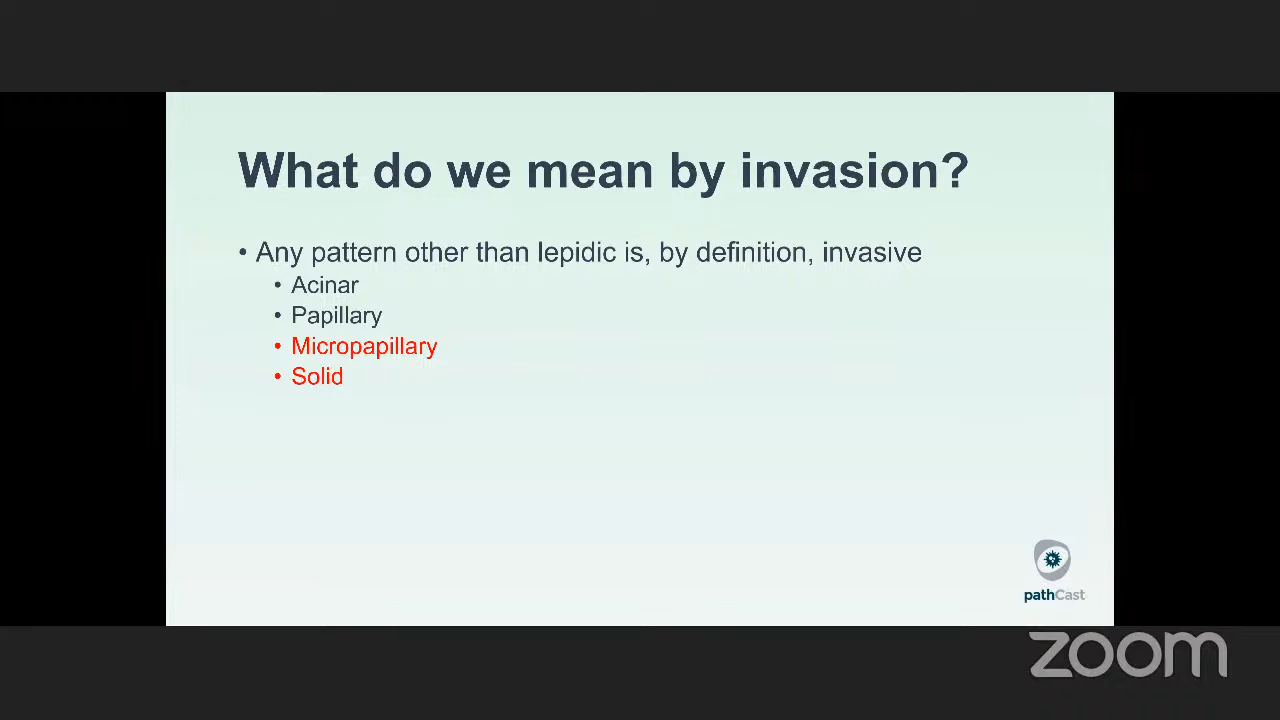 What do we mean by invasion?
• Any pattern other than lepidic is, by definition, invasive
• Acinar
• Papillary
• Micropapillary
• Solid
pathCast
zoom